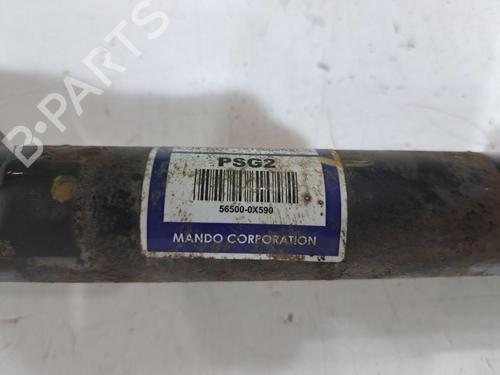 B-PARTS
PSG2
56500-0X590
MANDO CORPORATION